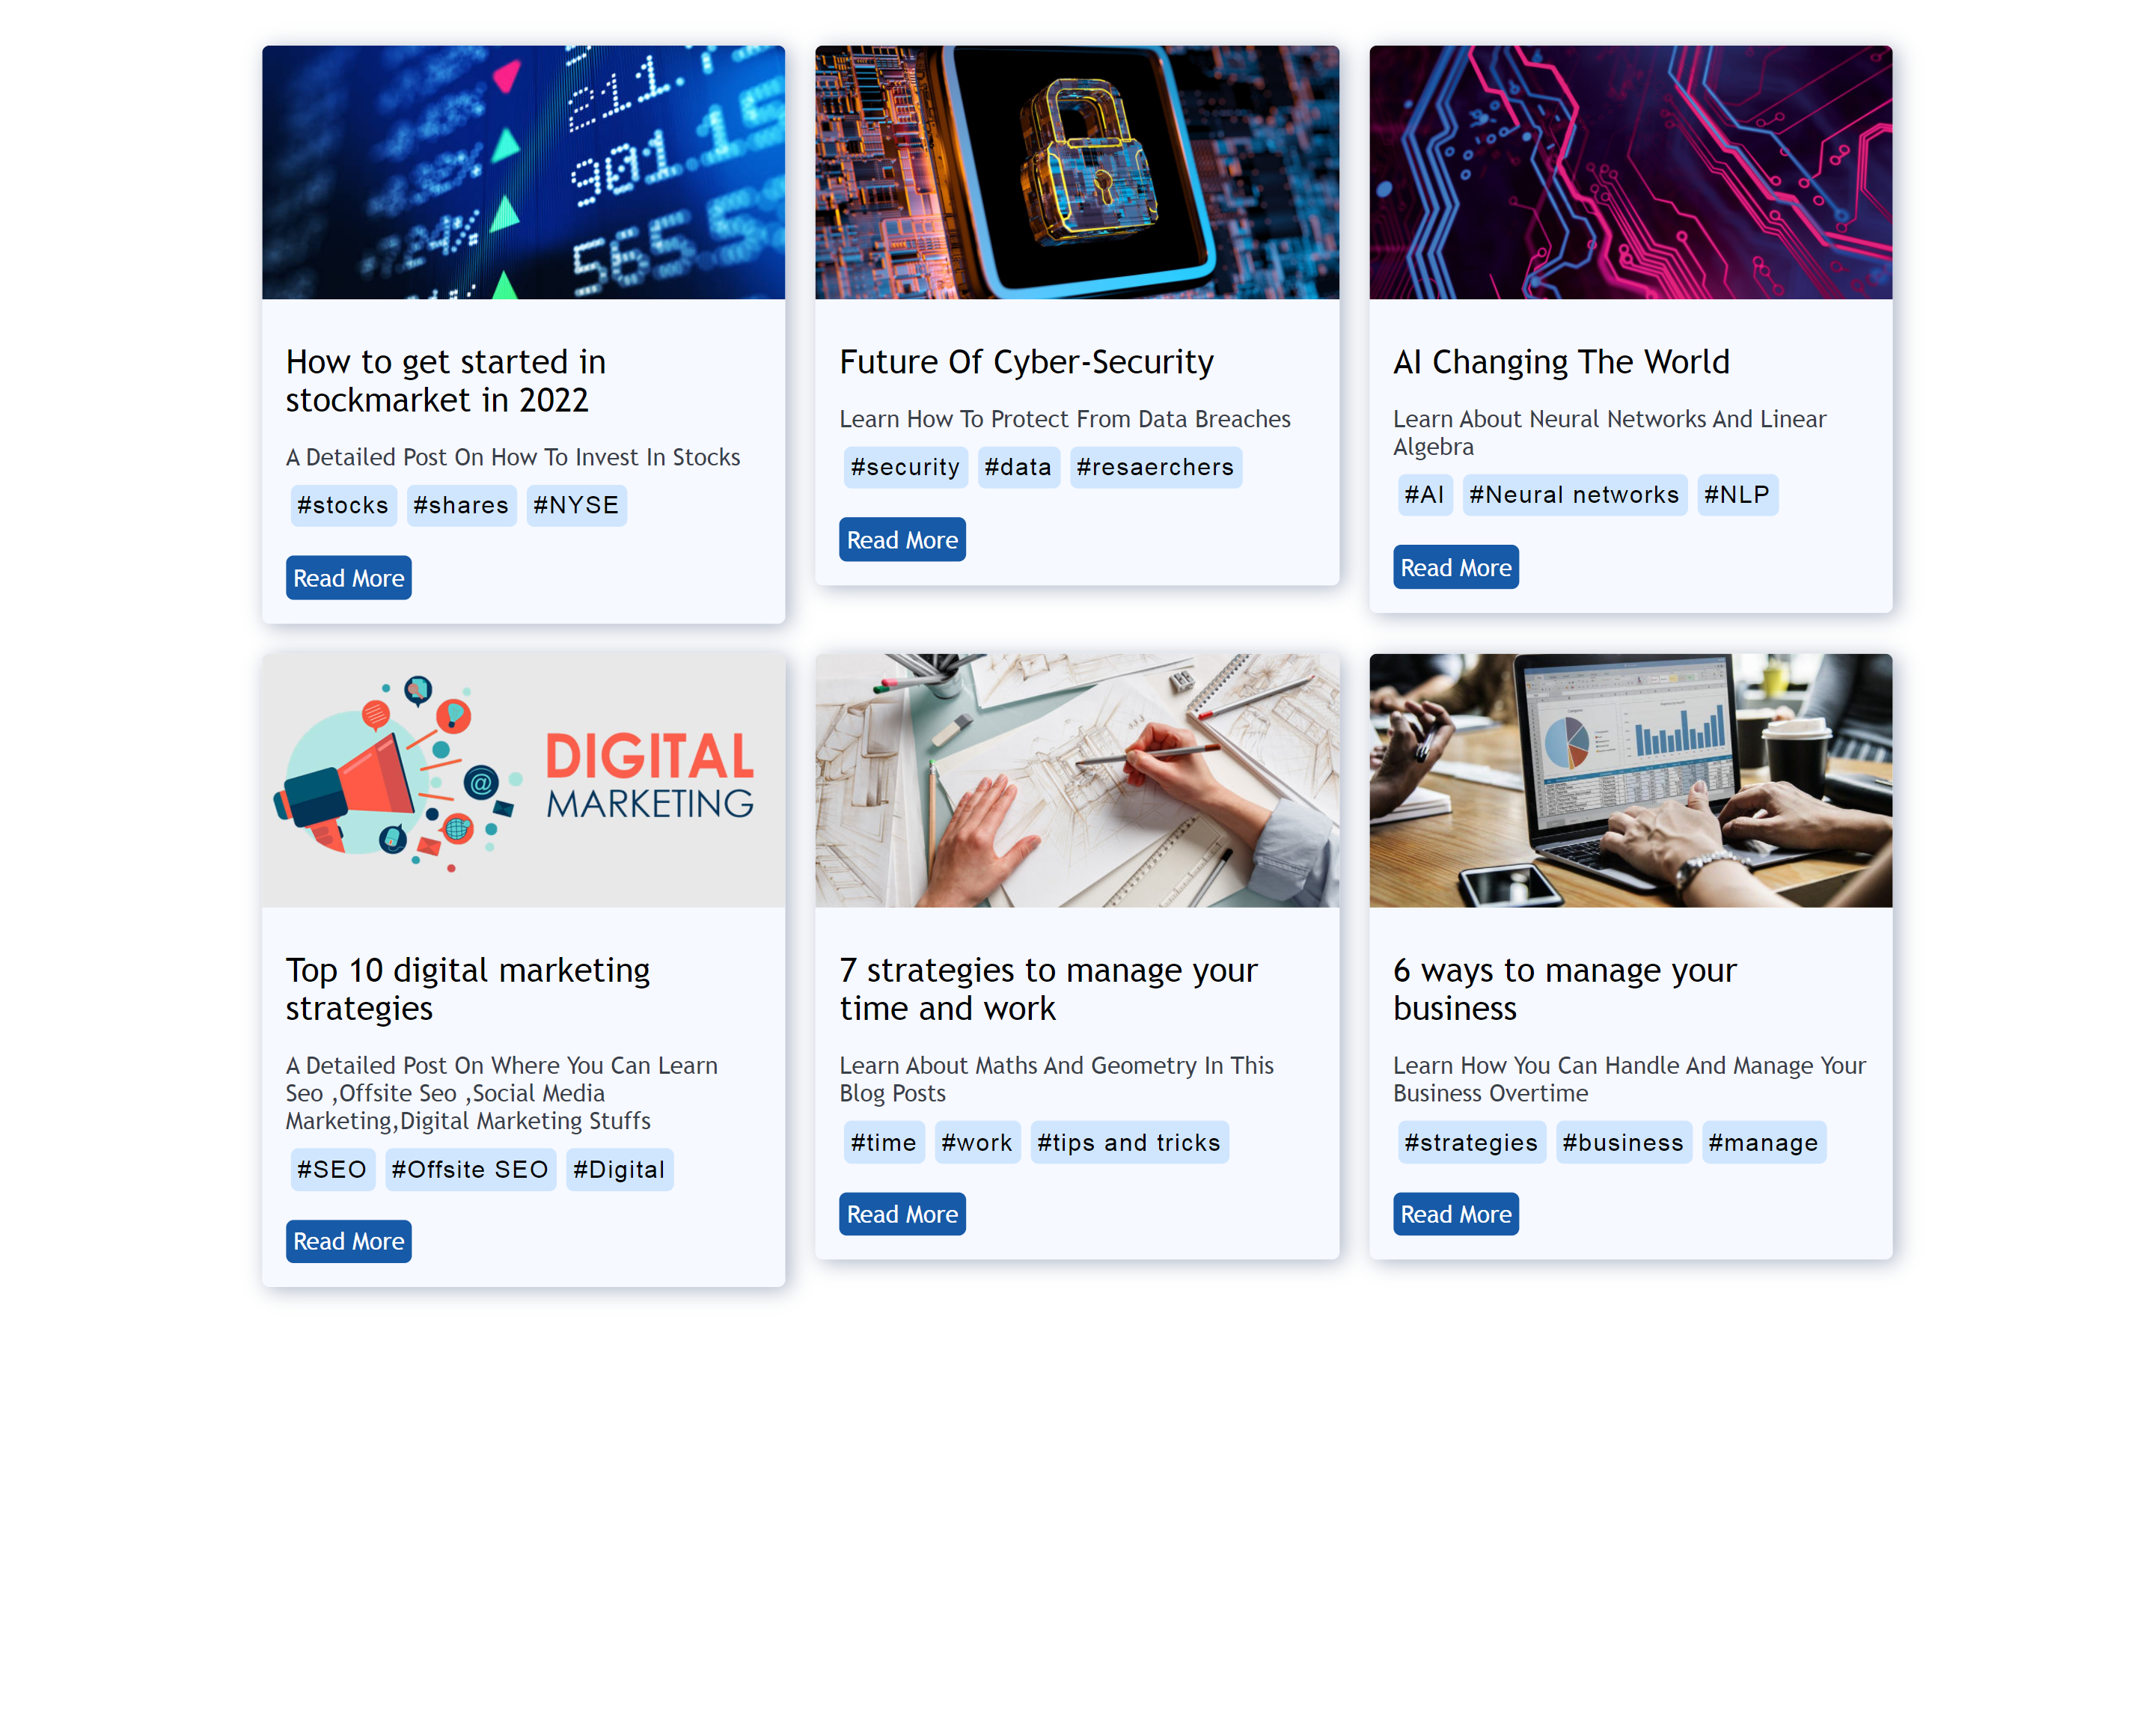 211.
901.15
565.5
How to get started in
stockmarket in 2022
A Detailed Post On How To Invest In Stocks
#stocks #shares #NYSE
Read More
Future Of Cyber-Security
Learn How To Protect From Data Breaches
#security #data #resaerchers
Read More
AI Changing The World
Learn About Neural Networks And Linear
Algebra
#AI #Neural networks #NLP
Read More
DIGITAL
MARKETING
Top 10 digital marketing
strategies
A Detailed Post On Where You Can Learn
Seo ,Offsite Seo ,Social Media
Marketing,Digital Marketing Stuffs
#SEO #Offsite SEO #Digital
Read More
7 strategies to manage your
time and work
Learn About Maths And Geometry In This
Blog Posts
#time #work #tips and tricks
Read More
6 ways to manage your
business
Learn How You Can Handle And Manage Your
Business Overtime
#strategies #business #manage
Read More